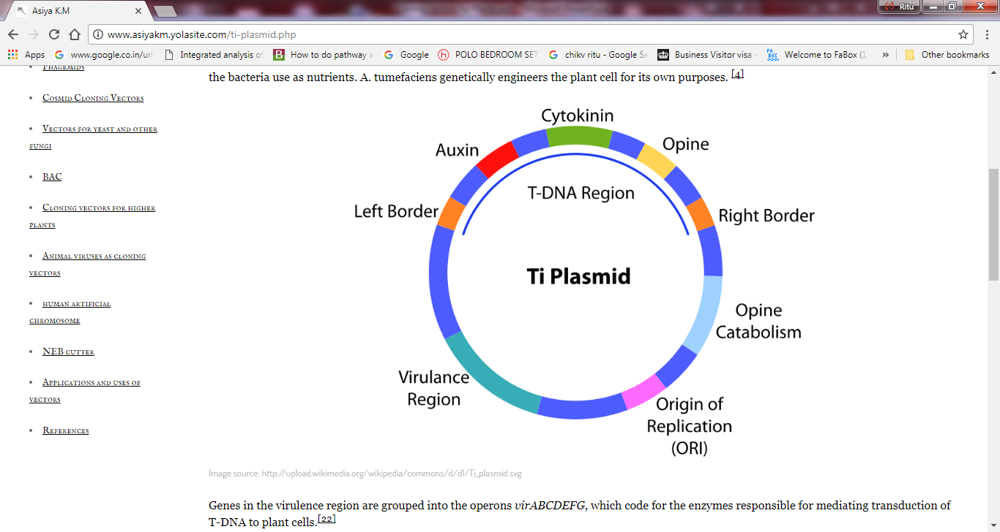 Asiya K.M
Ritu
www.asiyakm.yolasite.com/ti-plasmid.php
Apps www.google.co.in/url Integrated analysis of How to do pathway a Google POLO BEDROOM SET chikv ritu - Google Se Business Visitor visa FA BOX Welcome to FaBox (1 » Other bookmarks
Phagemids
Cosmid Cloning Vectors
Vectors for yeast and other
fungi
BAC
Cloning vectors for higher
plants
Animal viruses as cloning
vectors
human artificial
chromosome
NEB cutter
Applications and uses of
vectors
References
the bacteria use as nutrients. A. tumefaciens genetically engineers the plant cell for its own purposes. [4]
Cytokinin
Auxin
Opine
T-DNA Region
Left Border
Right Border
Ti Plasmid
Opine
Catabolism
Virulance
Region
Origin of
Replication
(ORI)
Image source: http://upload.wikimedia.org/wikipedia/commons/d/d1/Ti_plasmid.svg
Genes in the virulence region are grouped into the operons virABCDEFG, which code for the enzymes responsible for mediating transduction of
T-DNA to plant cells.[22]